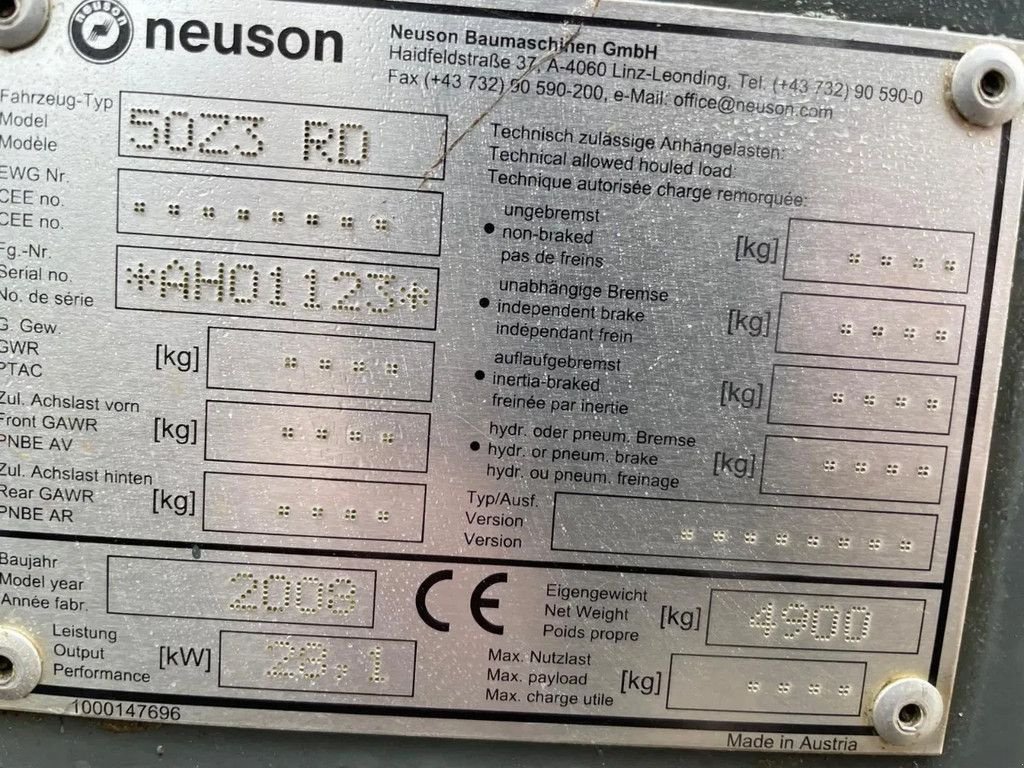 neuson
neuson
Neuson Baumaschinen GmbH
Haidfeldstraße 37, A-4060 Linz-Leonding, Tel. (+43 732) 90 590-0
Fax (+43 732) 90 590-200, e-Mail: office@neuson.com
Fahrzeug-Typ
Model
Modèle
50Z3 RD
EWG Nr.
CEE no.
CEE no.
Fg.-Nr.
Serial no.
No. de série
*AH01123*
G. Gew.
GWR
PTAC
[kg]
Zul. Achslast vorn
Front GAWR
PNBE AV
[kg]
Zul. Achslast hinten
Rear GAWR
PNBE AR
[kg]
Technisch zulässige Anhängelasten:
Technical allowed houled load
Technique autorisée charge remorquée:
ungebremst
• non-braked
pas de freins
[kg]
unabhängige Bremse
• independent brake
indépendant frein
[kg]
auflaufgebremst
• inertia-braked
freinée par inertie
[kg]
hydr. oder pneum. Bremse
• hydr. or pneum. brake
hydr. ou pneum. freinage
[kg]
Typ/Ausf.
Version
Version
Baujahr
Model year
Année fabr.
2008
CE
Eigengewicht
Net Weight
Poids propre
[kg]
4900
Leistung
Output
Performance
[kW]
28,1
Max. Nutzlast
Max. payload
Max. charge utile
[kg]
1000147696
Made in Austria